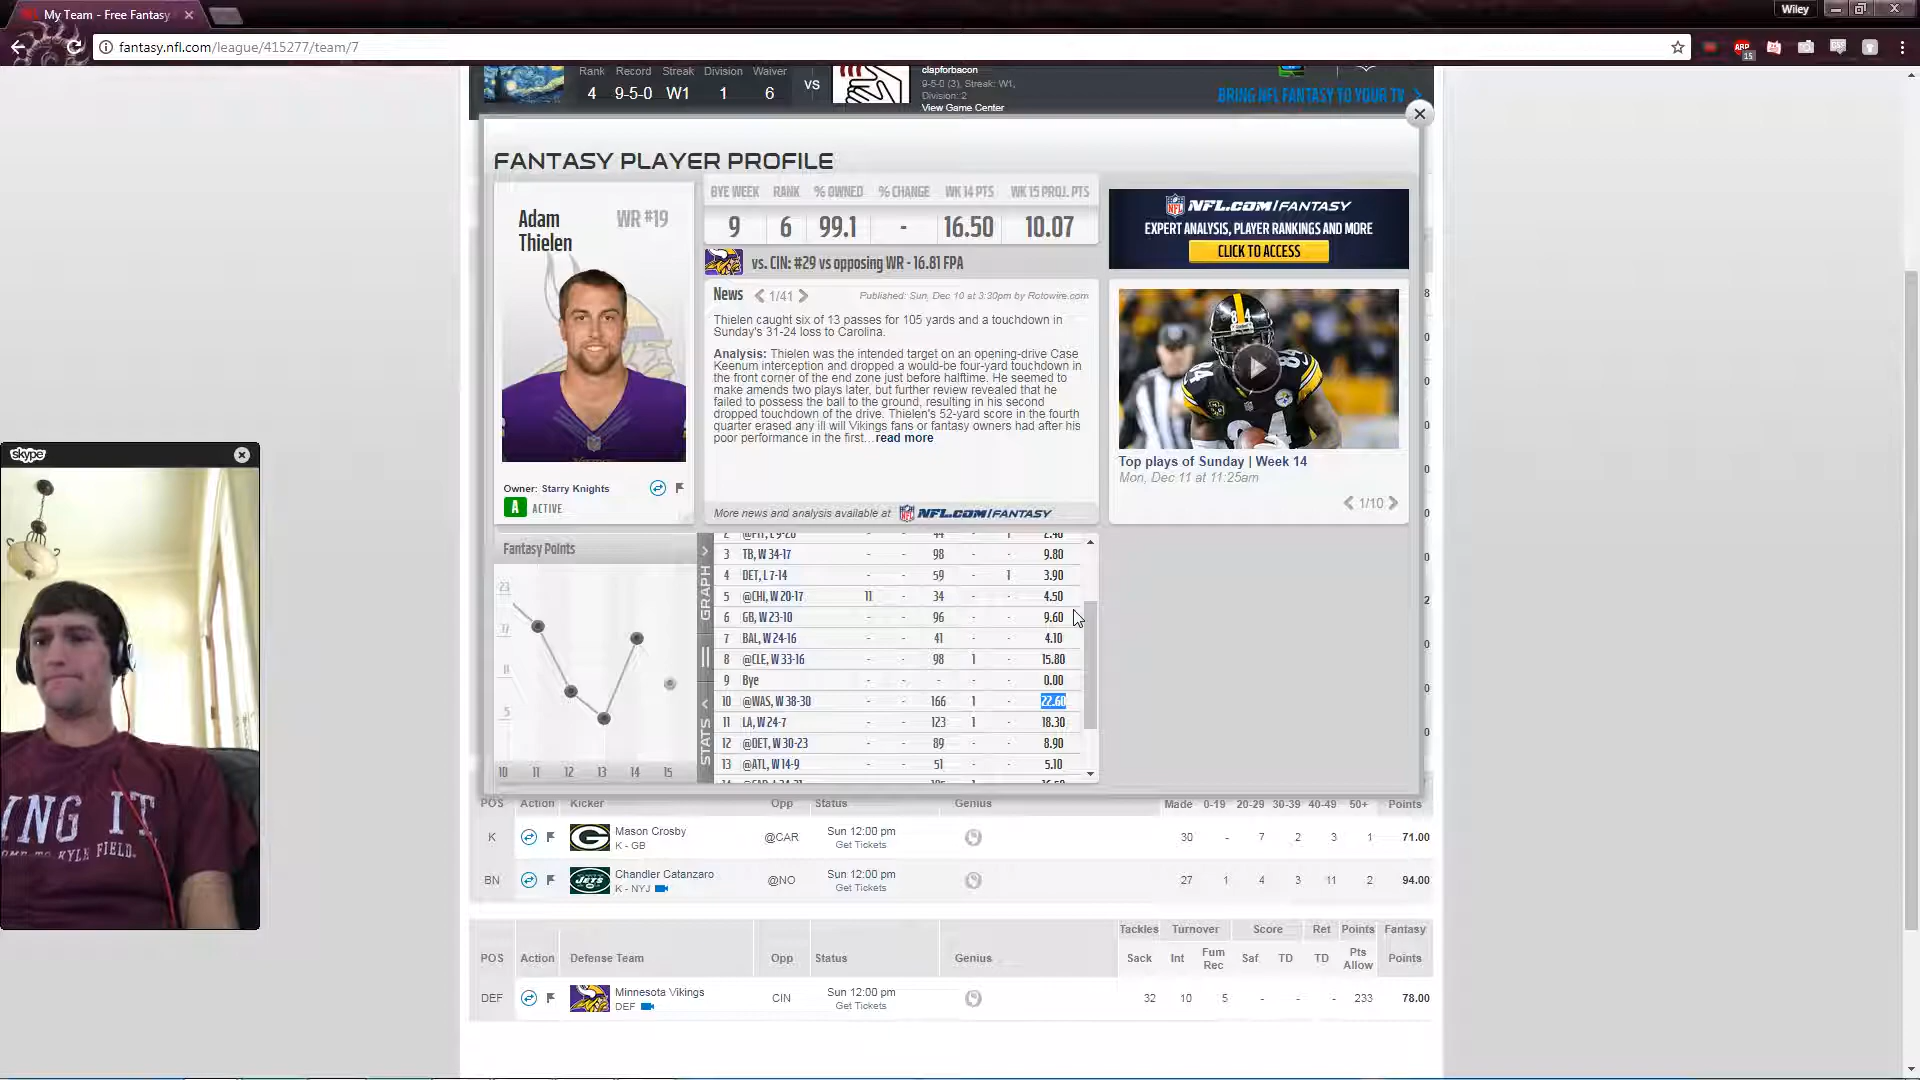 My Team - Free Fantasy
Wiley
fantasy.nfl.com/league/415277/team/7
Rank Record Streak Division Waiver
4 9-5-0 W1 1 6
VS
clapforbacon
9-5-0 (3), Streak: W1,
Division: 2
View Game Center
BRING NFL FANTASY TO YOUR TV
FANTASY PLAYER PROFILE
Adam
Thielen
WR #19
BYE WEEK RANK % OWNED % CHANGE WK 14 PTS WK 15 PROJ. PTS
9 6 99.1 - 16.50 10.07
vs. CIN: #29 vs opposing WR - 16.81 FPA
NFL.COM/FANTASY
EXPERT ANALYSIS, PLAYER RANKINGS AND MORE
CLICK TO ACCESS
News 1/41 Published: Sun, Dec 10 at 3:30pm by Rotowire.com
Thielen caught six of 13 passes for 105 yards and a touchdown in
Sunday's 31-24 loss to Carolina.
Analysis: Thielen was the intended target on an opening-drive Case
Keenum interception and dropped a would-be four-yard touchdown in
the front corner of the end zone just before halftime. He seemed to
make amends two plays later, but further review revealed that he
failed to possess the ball to the ground, resulting in his second
dropped touchdown of the drive. Thielen's 52-yard score in the fourth
quarter erased any ill will Vikings fans or fantasy owners had after his
poor performance in the first... read more
More news and analysis available at NFL.COM/FANTASY
Top plays of Sunday | Week 14
Mon, Dec 11 at 11:25am
1/10
Owner: Starry Knights
A ACTIVE
skype
Fantasy Points
23
17
11
5
10 11 12 13 14 15
GRAPH
STATS
2 @PIT, L 9-26 - - 44 - 1 2.40
3 TB, W 34-17 - - 98 - - 9.80
4 DET, L 7-14 - - 59 - 1 3.90
5 @CHI, W 20-17 11 - 34 - - 4.50
6 GB, W 23-10 - - 96 - - 9.60
7 BAL, W 24-16 - - 41 - - 4.10
8 @CLE, W 33-16 - - 98 1 - 15.80
9 Bye - - - - - 0.00
10 @WAS, W 38-30 - - 166 1 - 22.60
11 LA, W 24-7 - - 123 1 - 18.30
12 @DET, W 30-23 - - 89 - - 8.90
13 @ATL, W 14-9 - - 51 - - 5.10
POS Action Kicker Opp Status Genius Made 0-19 20-29 30-39 40-49 50+ Points
K Mason Crosby @CAR Sun 12:00 pm 30 - 7 2 3 1 71.00
K - GB Get Tickets
BN Chandler Catanzaro @NO Sun 12:00 pm 27 1 4 3 11 2 94.00
K - NYJ Get Tickets
Tackles Turnover Score Ret Points Fantasy
POS Action Defense Team Opp Status Genius Sack Int Fum Rec Saf TD TD Pts Allow Points
DEF Minnesota Vikings CIN Sun 12:00 pm 32 10 5 - - - 233 78.00
DEF Get Tickets